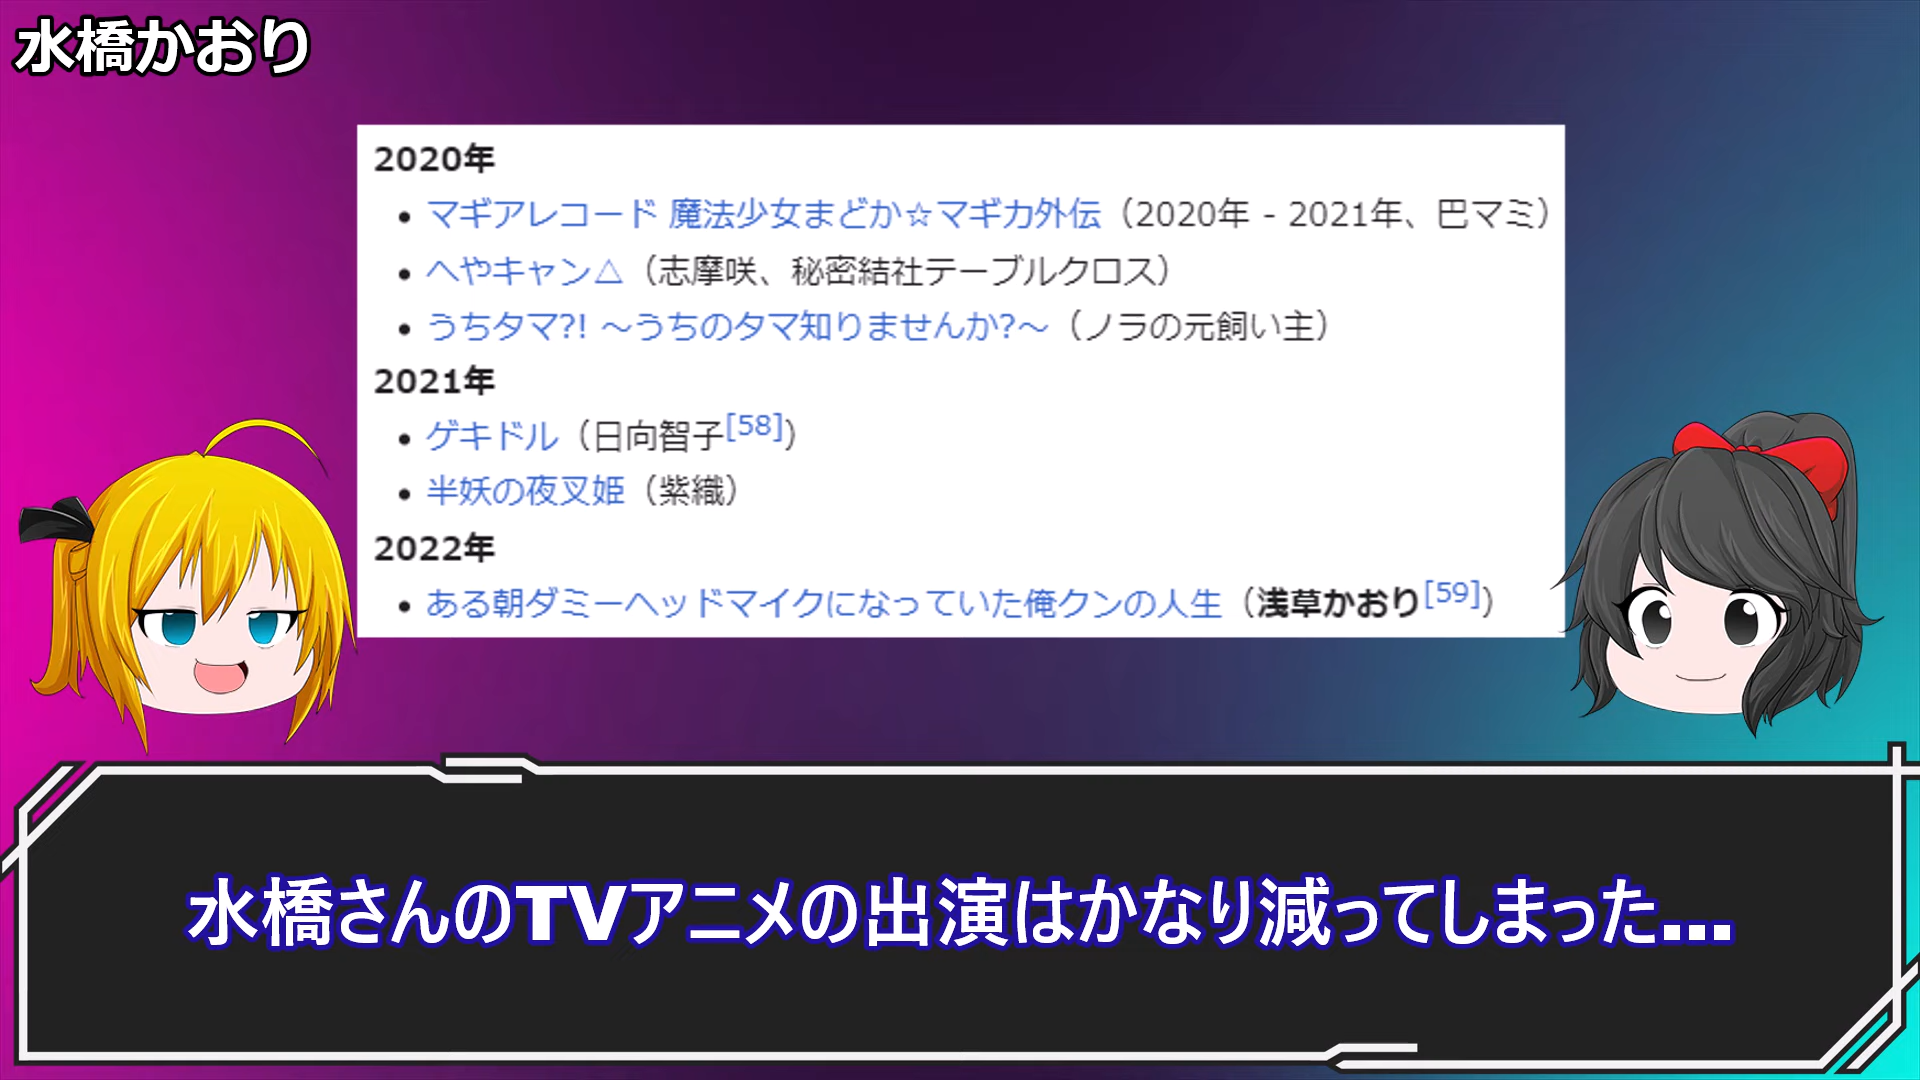 水橋かおり
2020年
• マギアレコード 魔法少女まどか☆マギカ外伝（2020年 - 2021年、巴マミ）
• へやキャン△（志摩咲、秘密結社テーブルクロス）
• うちタマ?! ～うちのタマ知りませんか?～（ノラの元飼い主）
2021年
• ゲキドル（日向智子[58]）
• 半妖の夜叉姫（紫織）
2022年
• ある朝ダミーヘッドマイクになっていた俺クンの人生（浅草かおり[59]）
水橋さんのTVアニメの出演はかなり減ってしまった...